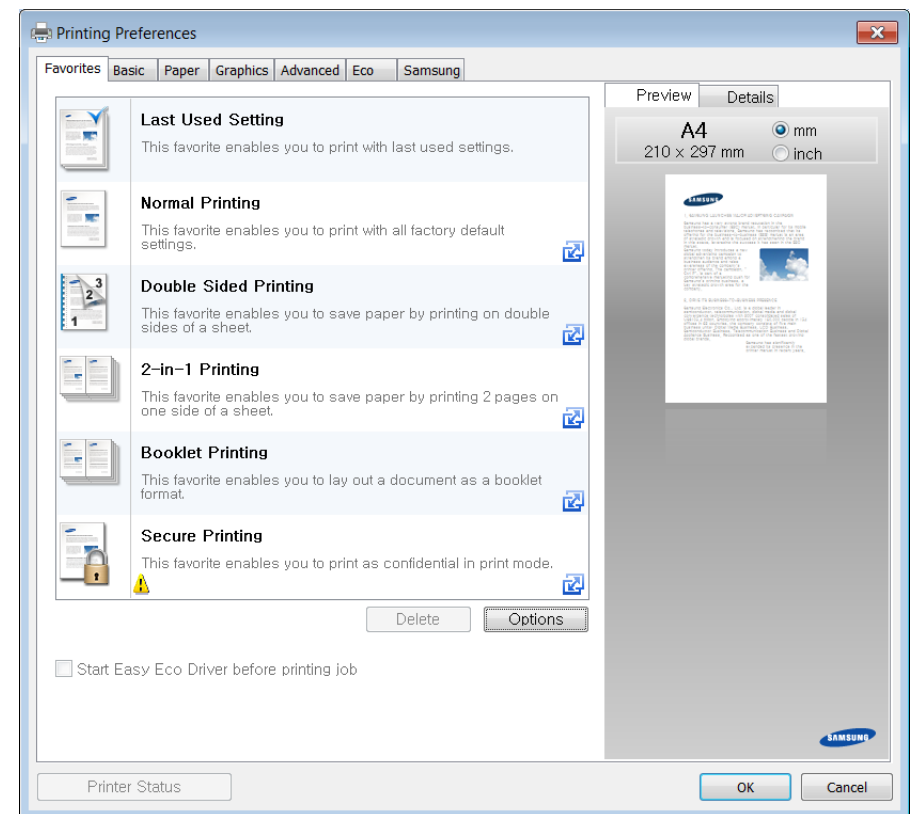 Printing Preferences
Favorites Basic Paper Graphics Advanced Eco Samsung
Last Used Setting
This favorite enables you to print with last used settings.
Normal Printing
This favorite enables you to print with all factory default
settings.
Double Sided Printing
This favorite enables you to save paper by printing on double
sides of a sheet.
2-in-1 Printing
This favorite enables you to save paper by printing 2 pages on
one side of a sheet.
Booklet Printing
This favorite enables you to lay out a document as a booklet
format.
Secure Printing
This favorite enables you to print as confidential in print mode.
Delete Options
Start Easy Eco Driver before printing job
Preview Details
A4
210 × 297 mm
mm
inch
SAMSUNG
SAMSUNG
Printer Status OK Cancel